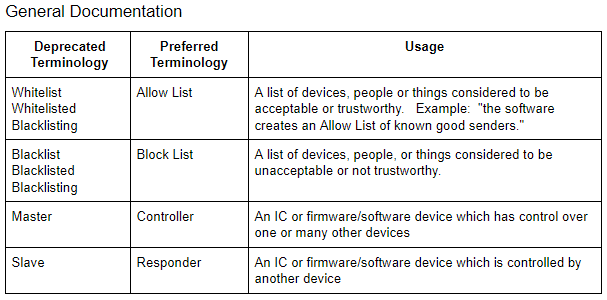 General Documentation
Deprecated
Terminology
Preferred
Terminology
Usage
Whitelist
Whitelisted
Blacklisting
Allow List
A list of devices, people or things considered to be
acceptable or trustworthy.   Example:  "the software
creates an Allow List of known good senders."
Blacklist
Blacklisted
Blacklisting
Block List
A list of devices, people, or things considered to be
unacceptable or not trustworthy.
Master
Controller
An IC or firmware/software device which has control over
one or many other devices
Slave
Responder
An IC or firmware/software device which is controlled by
another device